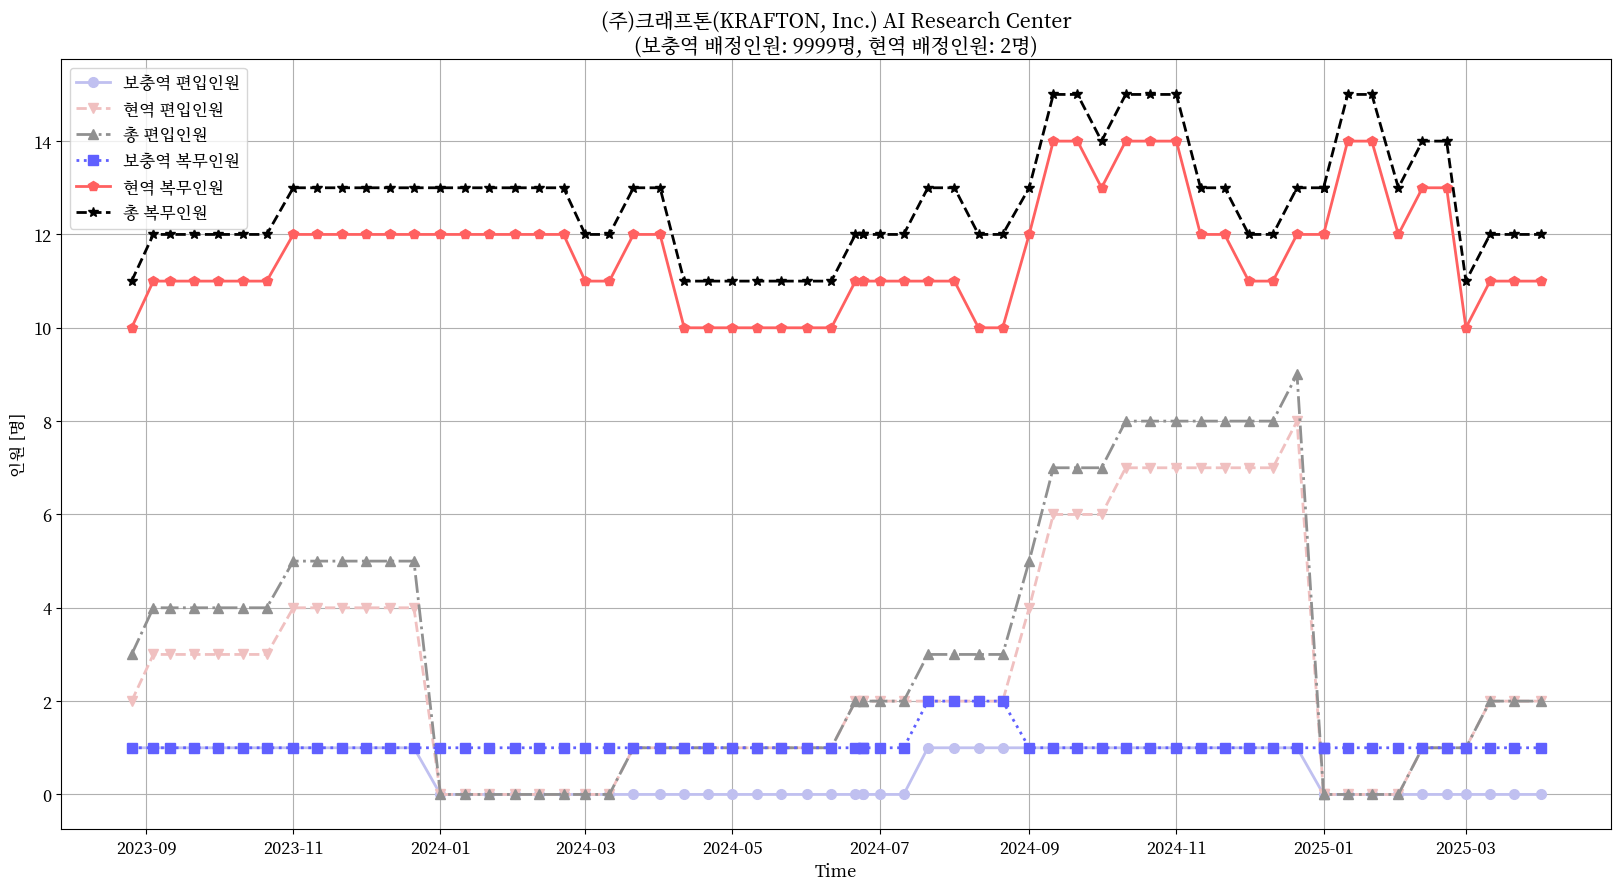 (주)크래프톤(KRAFTON, Inc.) AI Research Center
(보충역 배정인원: 9999명, 현역 배정인원: 2명)
보충역 편입인원
현역 편입인원
총 편입인원
보충역 복무인원
현역 복무인원
총 복무인원
14
12
10
8
6
4
2
0
인원 [명]
2023-09
2023-11
2024-01
2024-03
2024-05
2024-07
2024-09
2024-11
2025-01
2025-03
Time